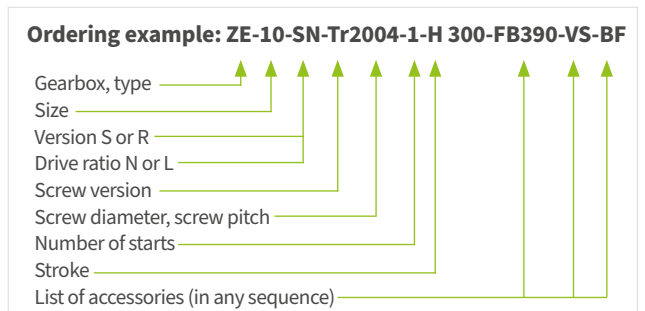 Ordering example: ZE-10-SN-Tr2004-1-H 300-FB390-VS-BF
Gearbox, type
Size
Version S or R
Drive ratio N or L
Screw version
Screw diameter, screw pitch
Number of starts
Stroke
List of accessories (in any sequence)